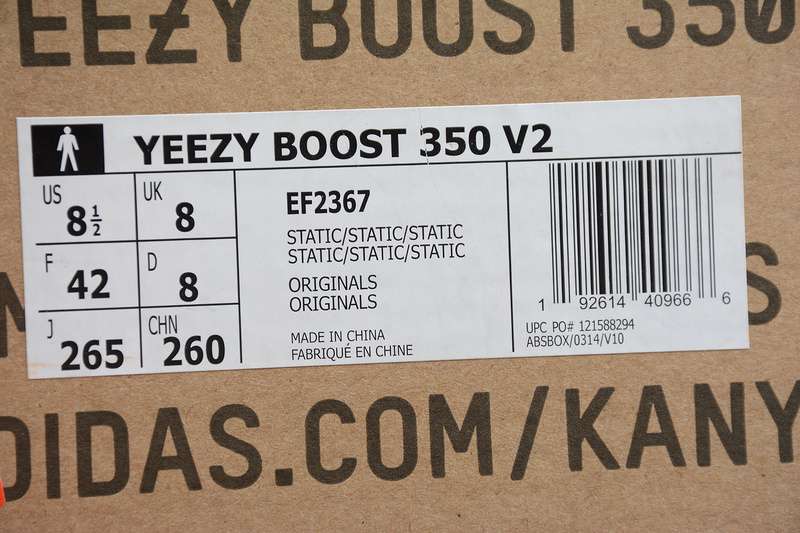 EEZY BOOST 350
YEEZY BOOST 350 V2
US 8 1/2 UK 8
F 42 D 8
J 265 CHN 260
EF2367
STATIC/STATIC/STATIC
STATIC/STATIC/STATIC
ORIGINALS
ORIGINALS
MADE IN CHINA
FABRIQUÉ EN CHINE
1 92614 40966 6
UPC PO# 121588294
ABSBOX/0314/V10
S
DIDAS.COM/KANY